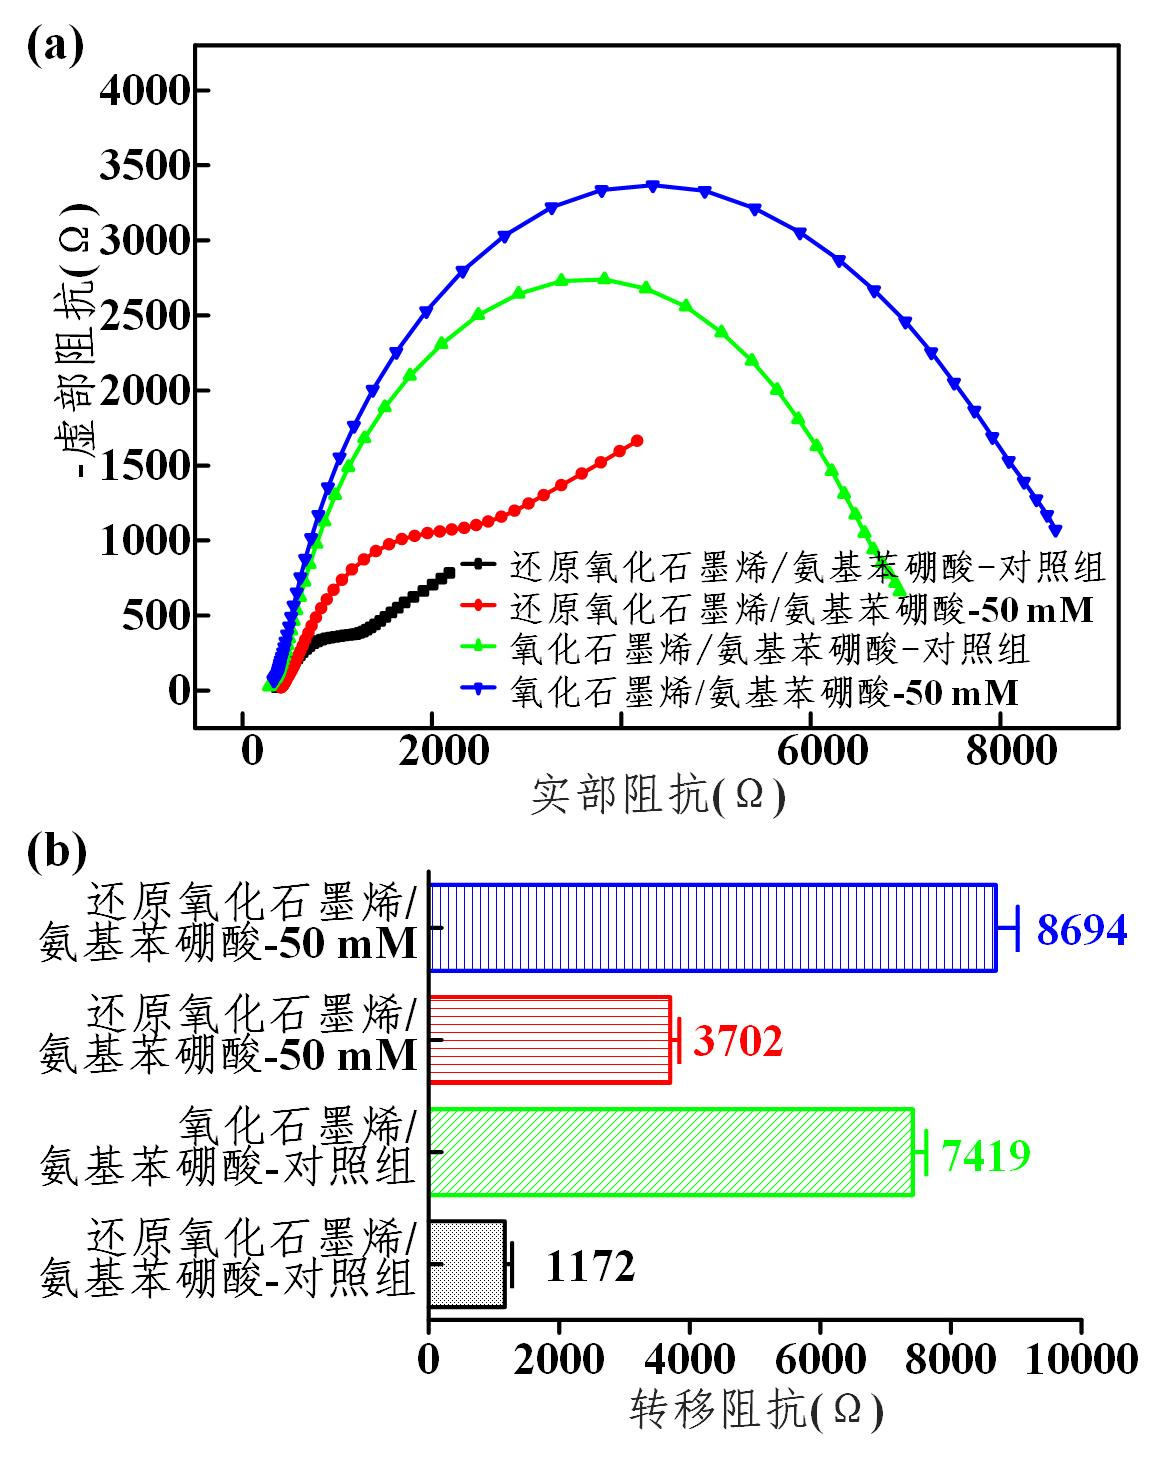 (a)
4000
3500
3000
2500
2000
1500
1000
500
0
-虚部阻抗(Ω)
还原氧化石墨烯/氨基苯硼酸-对照组
还原氧化石墨烯/氨基苯硼酸-50 mM
氧化石墨烯/氨基苯硼酸-对照组
氧化石墨烯/氨基苯硼酸-50 mM
0 2000 6000 8000
实部阻抗(Ω)
(b)
还原氧化石墨烯/
氨基苯硼酸-50 mM
8694
还原氧化石墨烯/
氨基苯硼酸-50 mM
3702
氧化石墨烯/
氨基苯硼酸-对照组
7419
还原氧化石墨烯/
氨基苯硼酸-对照组
1172
0 2000 4000 6000 8000 10000
转移阻抗(Ω)